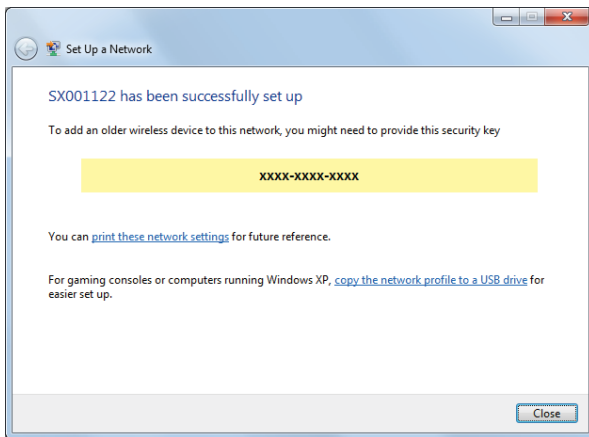 Set Up a Network
SX001122 has been successfully set up
To add an older wireless device to this network, you might need to provide this security key
xxxx-xxxx-xxxx
You can print these network settings for future reference.
For gaming consoles or computers running Windows XP, copy the network profile to a USB drive for
easier set up.
Close